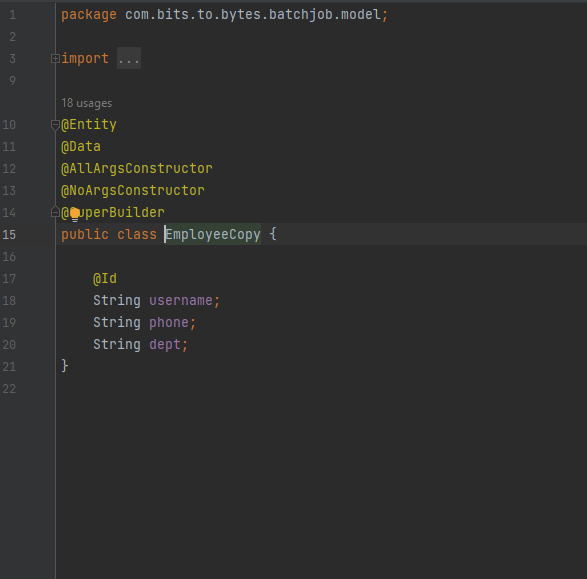 1 package com.bits.to.bytes.batchjob.model;
2
3 import ...
9
18 usages
10 @Entity
11 @Data
12 @AllArgsConstructor
13 @NoArgsConstructor
14 @SuperBuilder
15 public class EmployeeCopy {
16
17 @Id
18 String username;
19 String phone;
20 String dept;
21 }
22